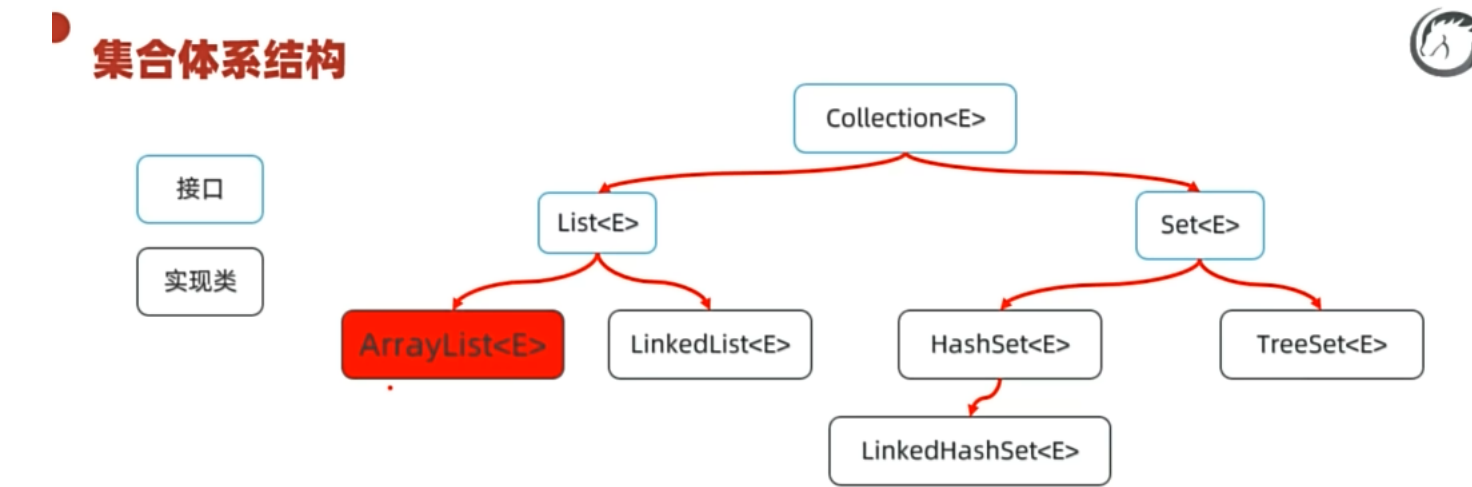 集合体系结构
Collection<E>
接口
List<E>
Set<E>
实现类
ArrayList<E>
LinkedList<E>
HashSet<E>
TreeSet<E>
LinkedHashSet<E>